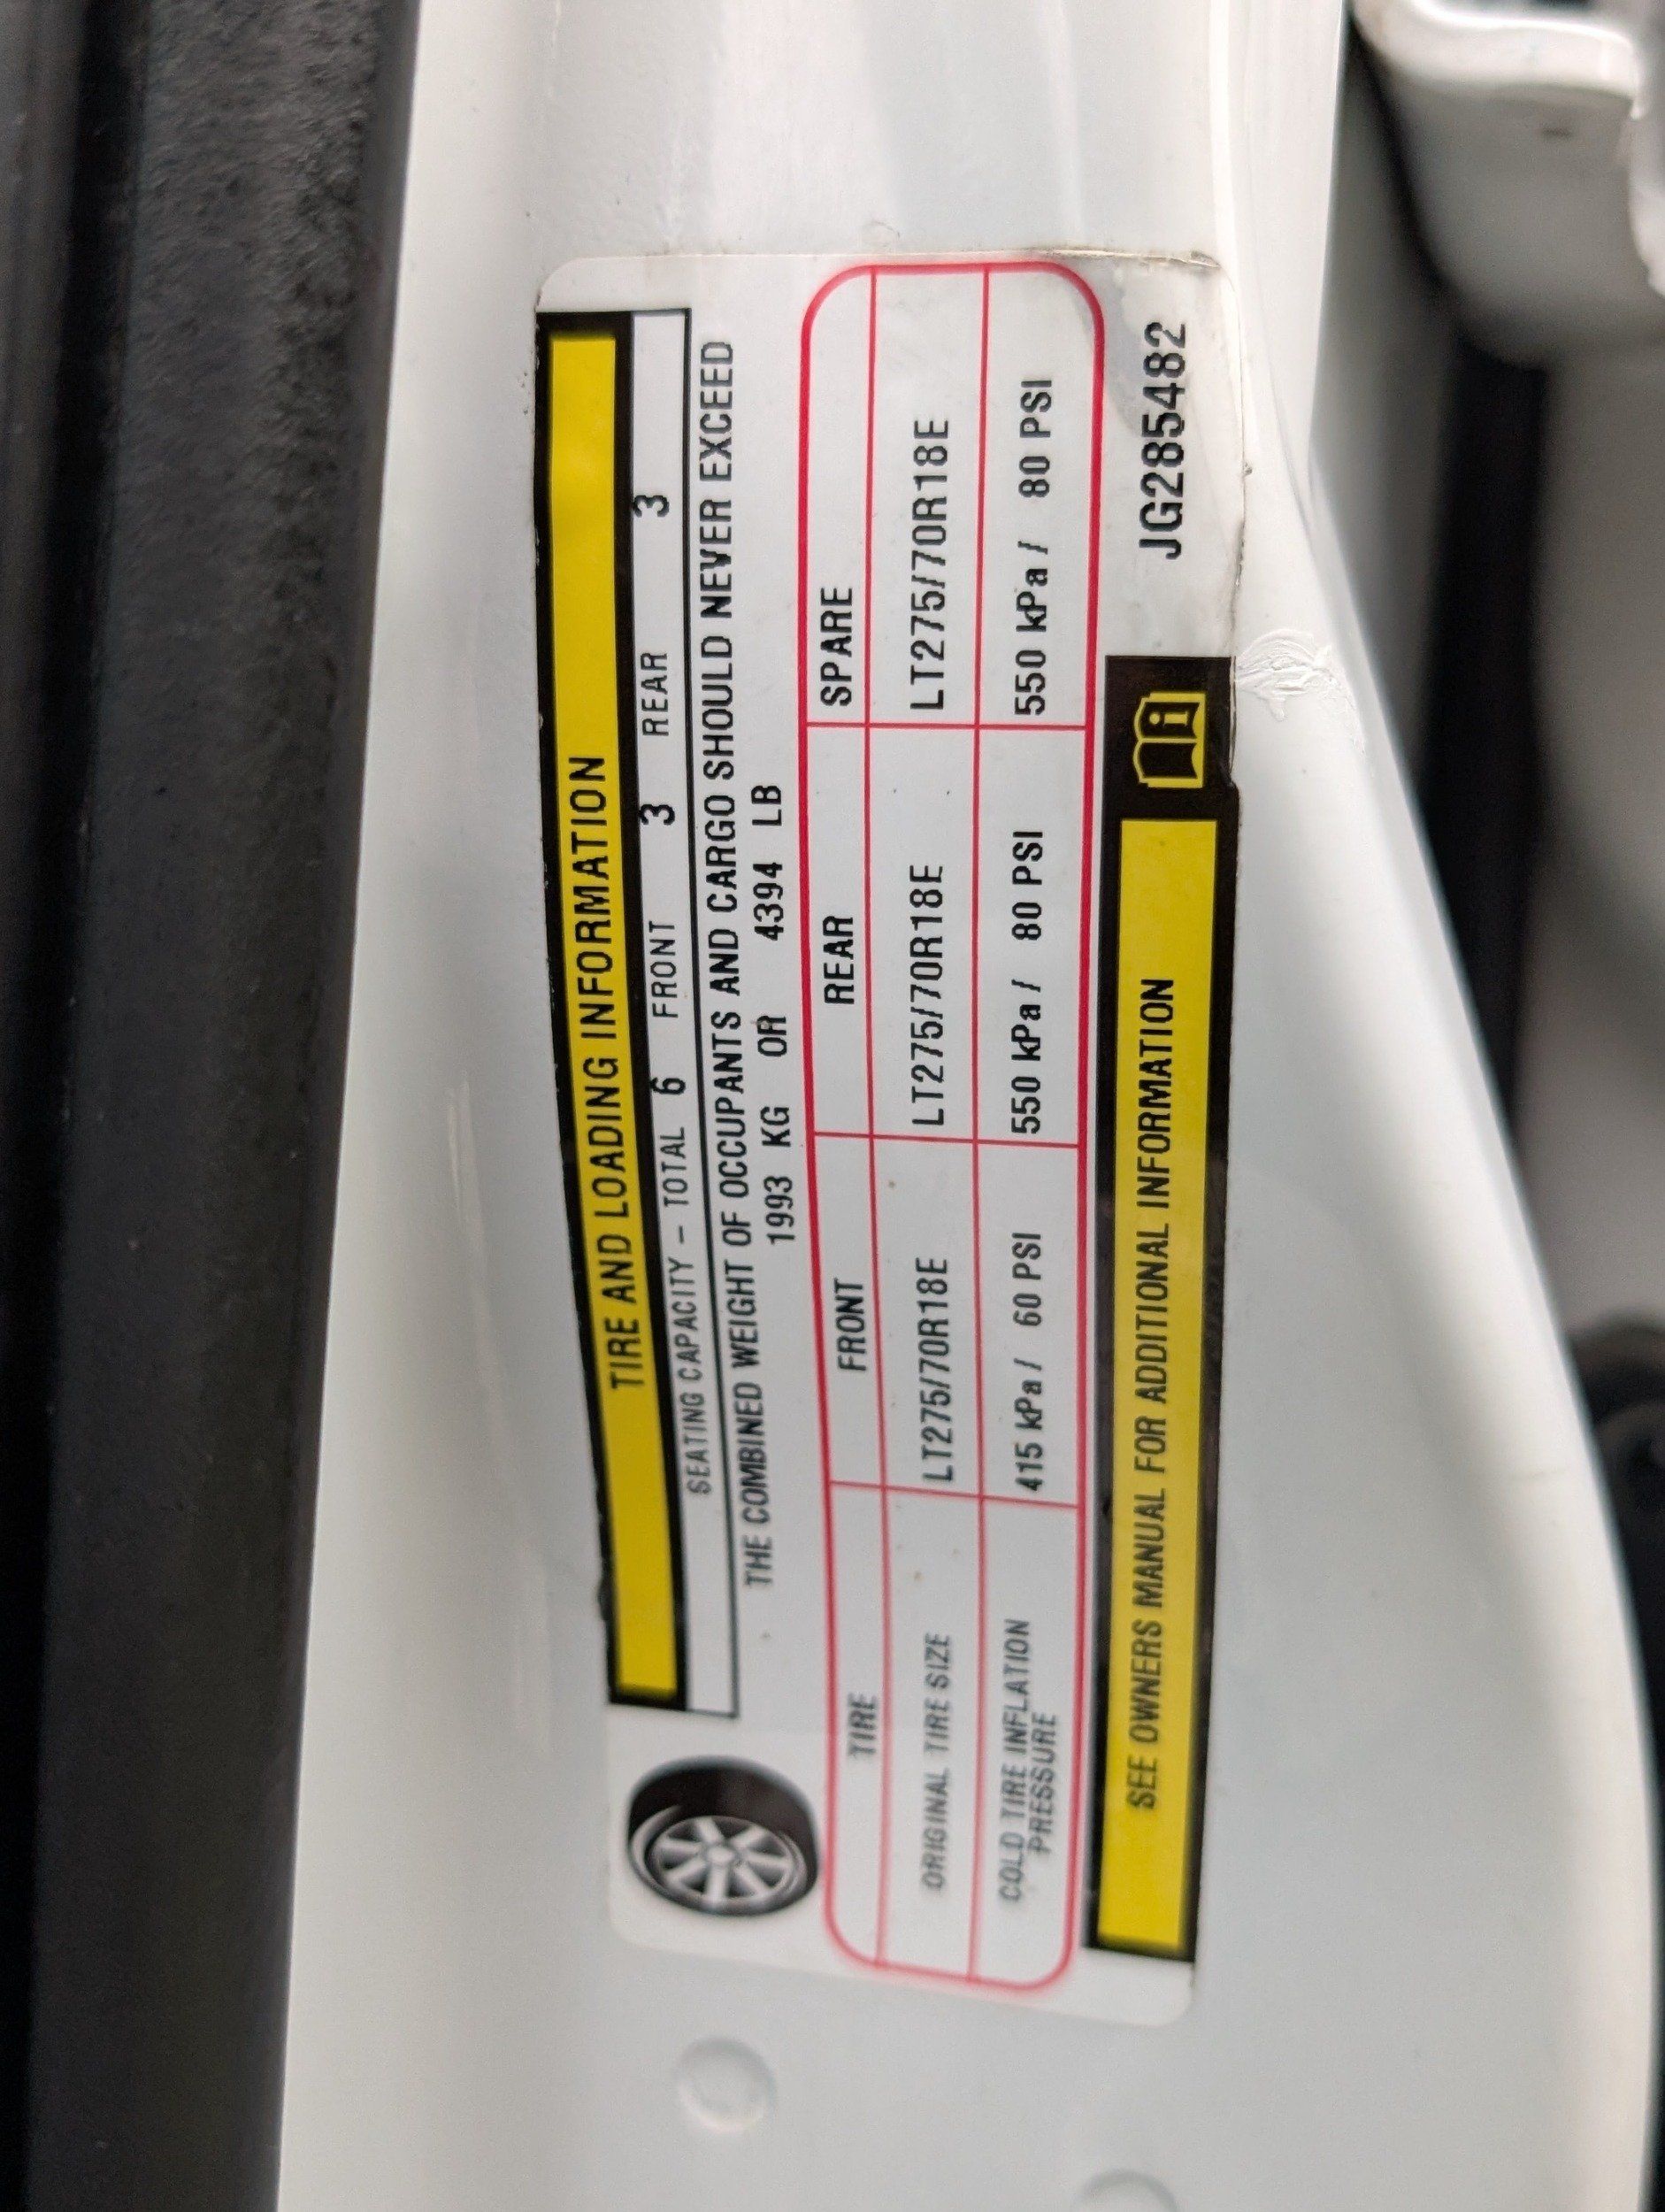 TIRE AND LOADING INFORMATION
SEATING CAPACITY - TOTAL 6 FRONT 3 REAR 3
THE COMBINED WEIGHT OF OCCUPANTS AND CARGO SHOULD NEVER EXCEED
1993 KG OR 4394 LB
TIRE FRONT REAR SPARE
ORIGINAL TIRE SIZE LT275/70R18E LT275/70R18E LT275/70R18E
COLD TIRE INFLATION PRESSURE 415 kPa / 60 PSI 550 kPa / 80 PSI 550 kPa / 80 PSI
SEE OWNERS MANUAL FOR ADDITIONAL INFORMATION
JG285482